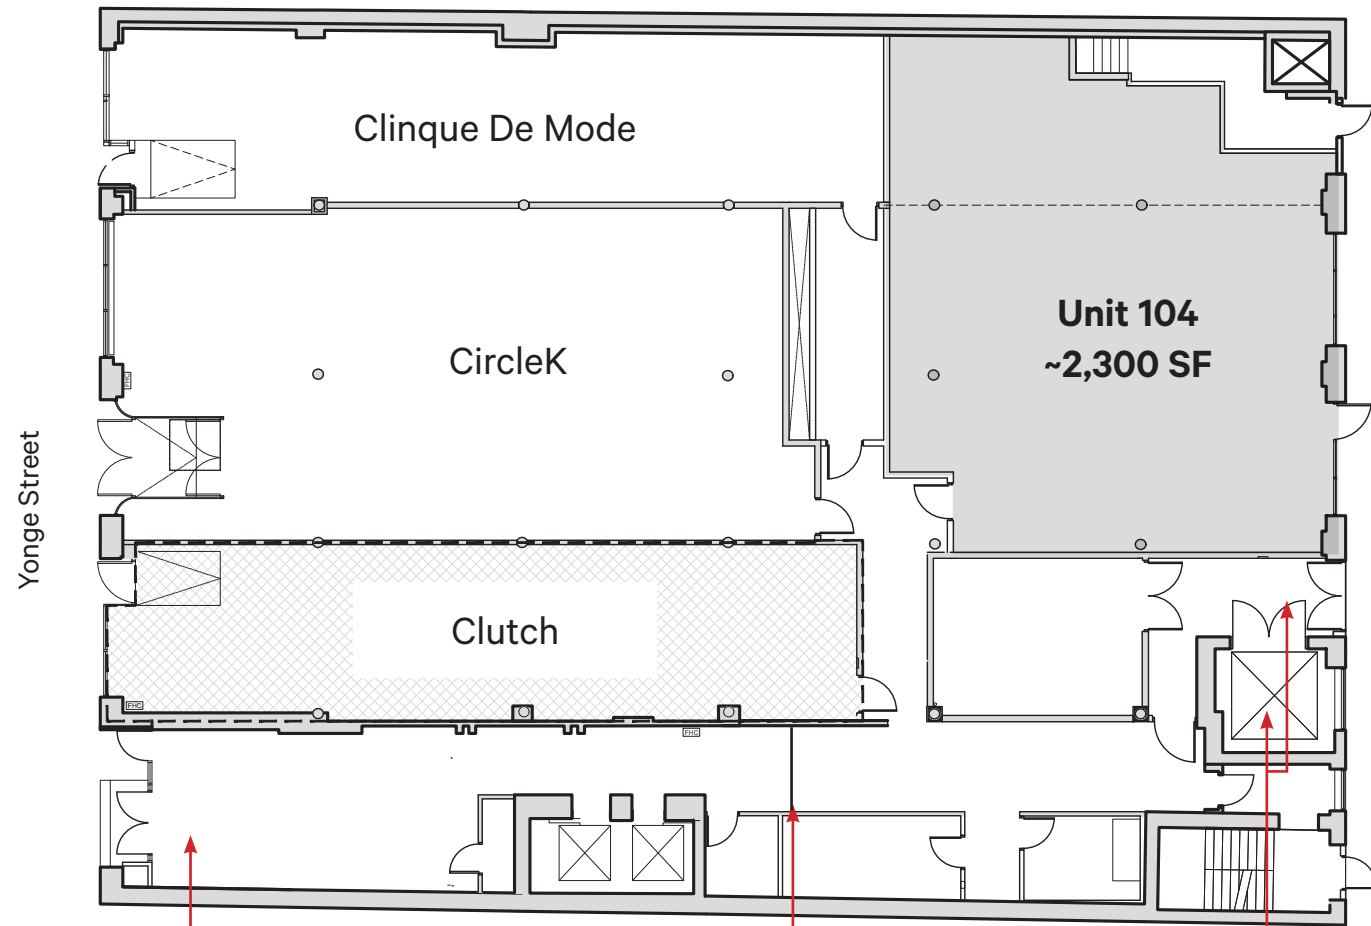 Clinque De Mode
Unit 104
~2,300 SF
CircleK
FHC
Yonge Street
Clutch
FHC
FHC